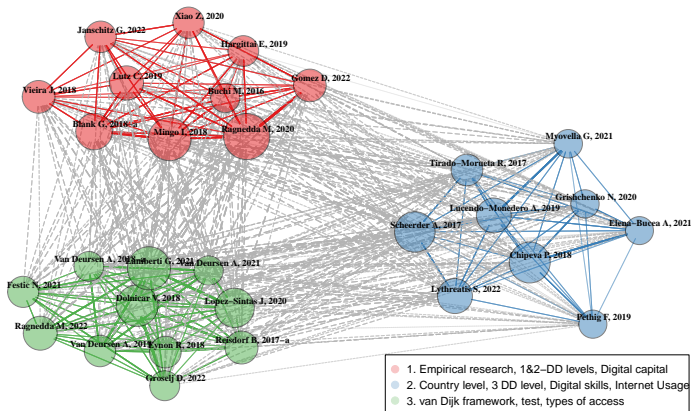 Xiao Z, 2020
Janschitz G, 2022
Hargittai E, 2019
Lutz C, 2019
Gomez D, 2022
Vieira J, 2018
Buchi M, 2016
Blank G, 2018-a
Mingo I, 2018
Ragnedda M, 2020
Myovella G, 2021
Tirado-Morueta R, 2017
Grishchenko N, 2020
Lucendo-Monedero A, 2019
Scheerder A, 2017
Elena-Bucea A, 2021
Chipeva P, 2018
Lythreatis S, 2022
Pethig F, 2019
Van Deursen A, 2018
Lamberti G, 2021
Van Deursen A, 2021
Festic N, 2021
Dolnicar V, 2018
Lopez-Sintas J, 2020
Ragnedda M, 2022
Van Deursen A, 2019
Eynon R, 2018
Reisdorf B, 2017-a
Groselj D, 2022
1. Empirical research, 1&2-DD levels, Digital capital
2. Country level, 3 DD level, Digital skills, Internet Usage
3. van Dijk framework, test, types of access